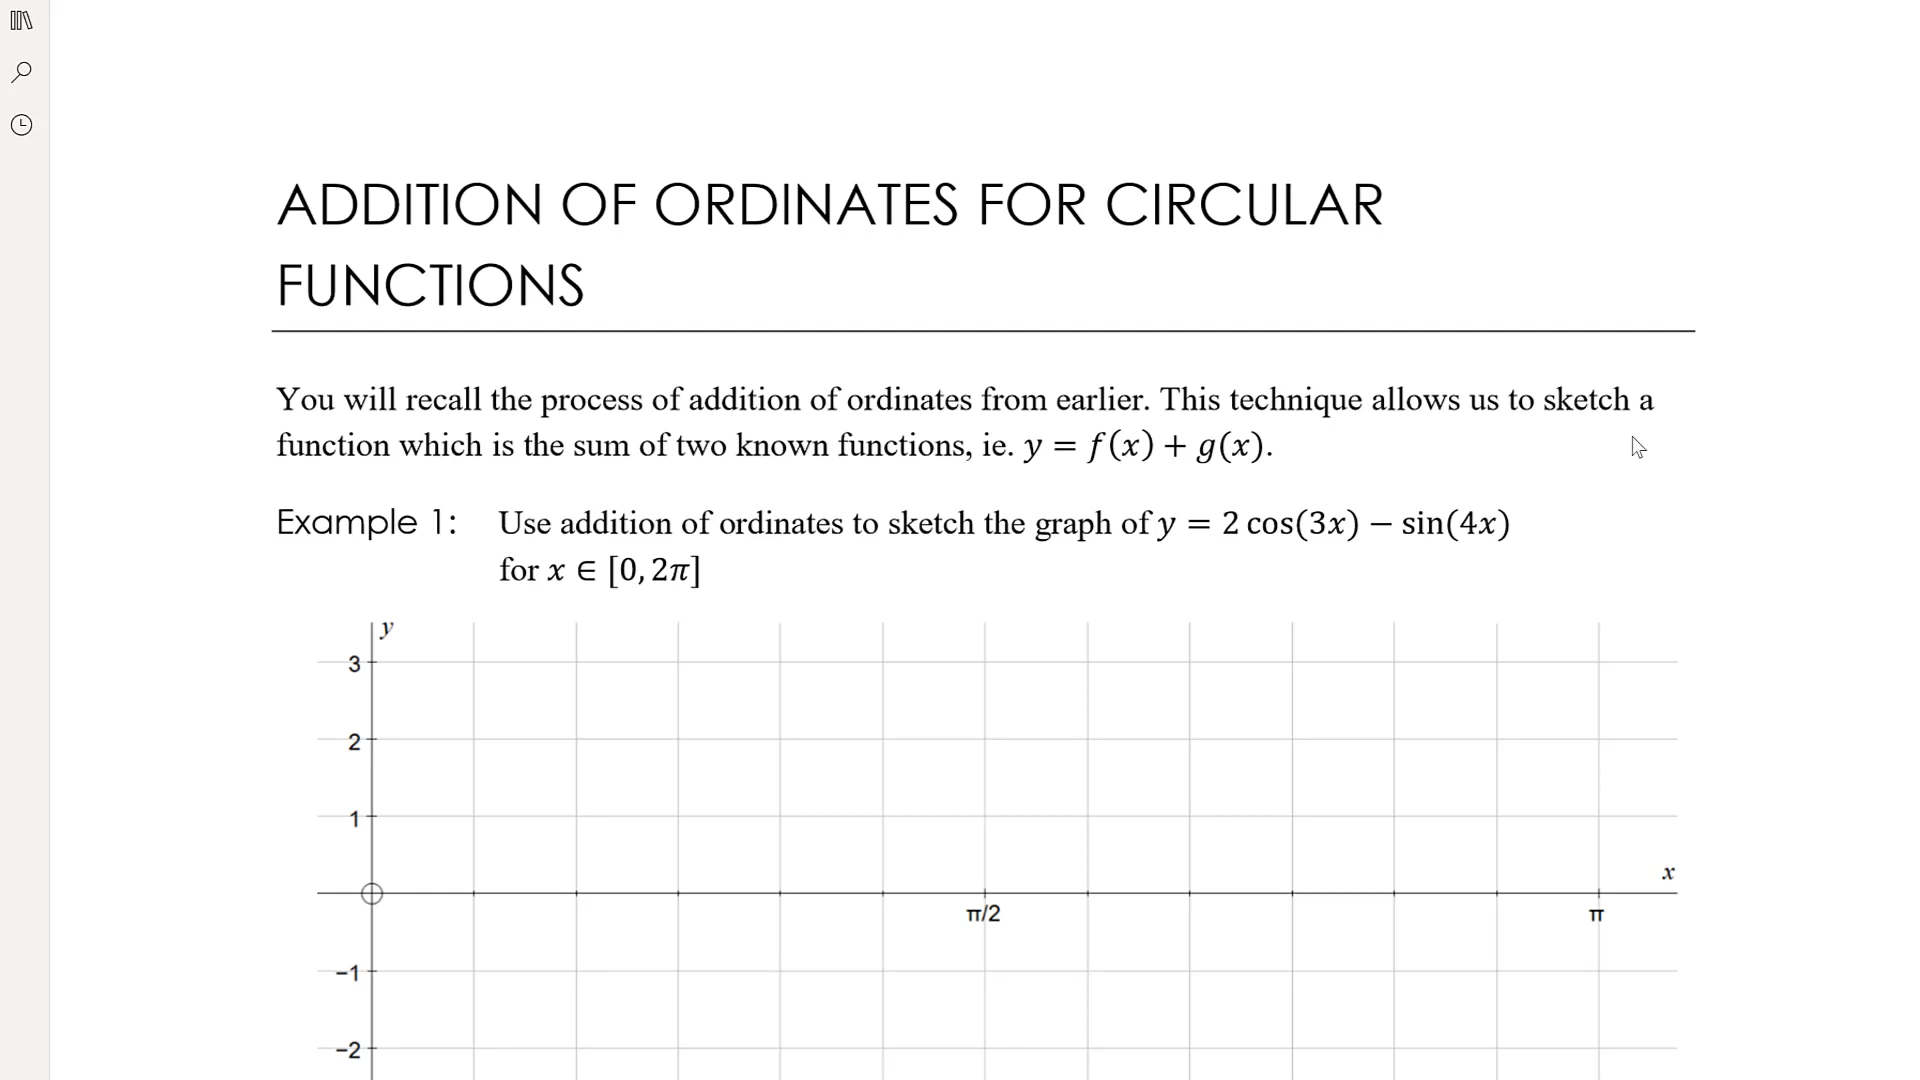 ADDITION OF ORDINATES FOR CIRCULAR
FUNCTIONS
You will recall the process of addition of ordinates from earlier. This technique allows us to sketch a
function which is the sum of two known functions, ie. y = f(x) + g(x).
Example 1: Use addition of ordinates to sketch the graph of y = 2 cos(3x) − sin(4x)
for x ∈ [0, 2π]
y
3
2
1
x
π/2 π
−1
−2